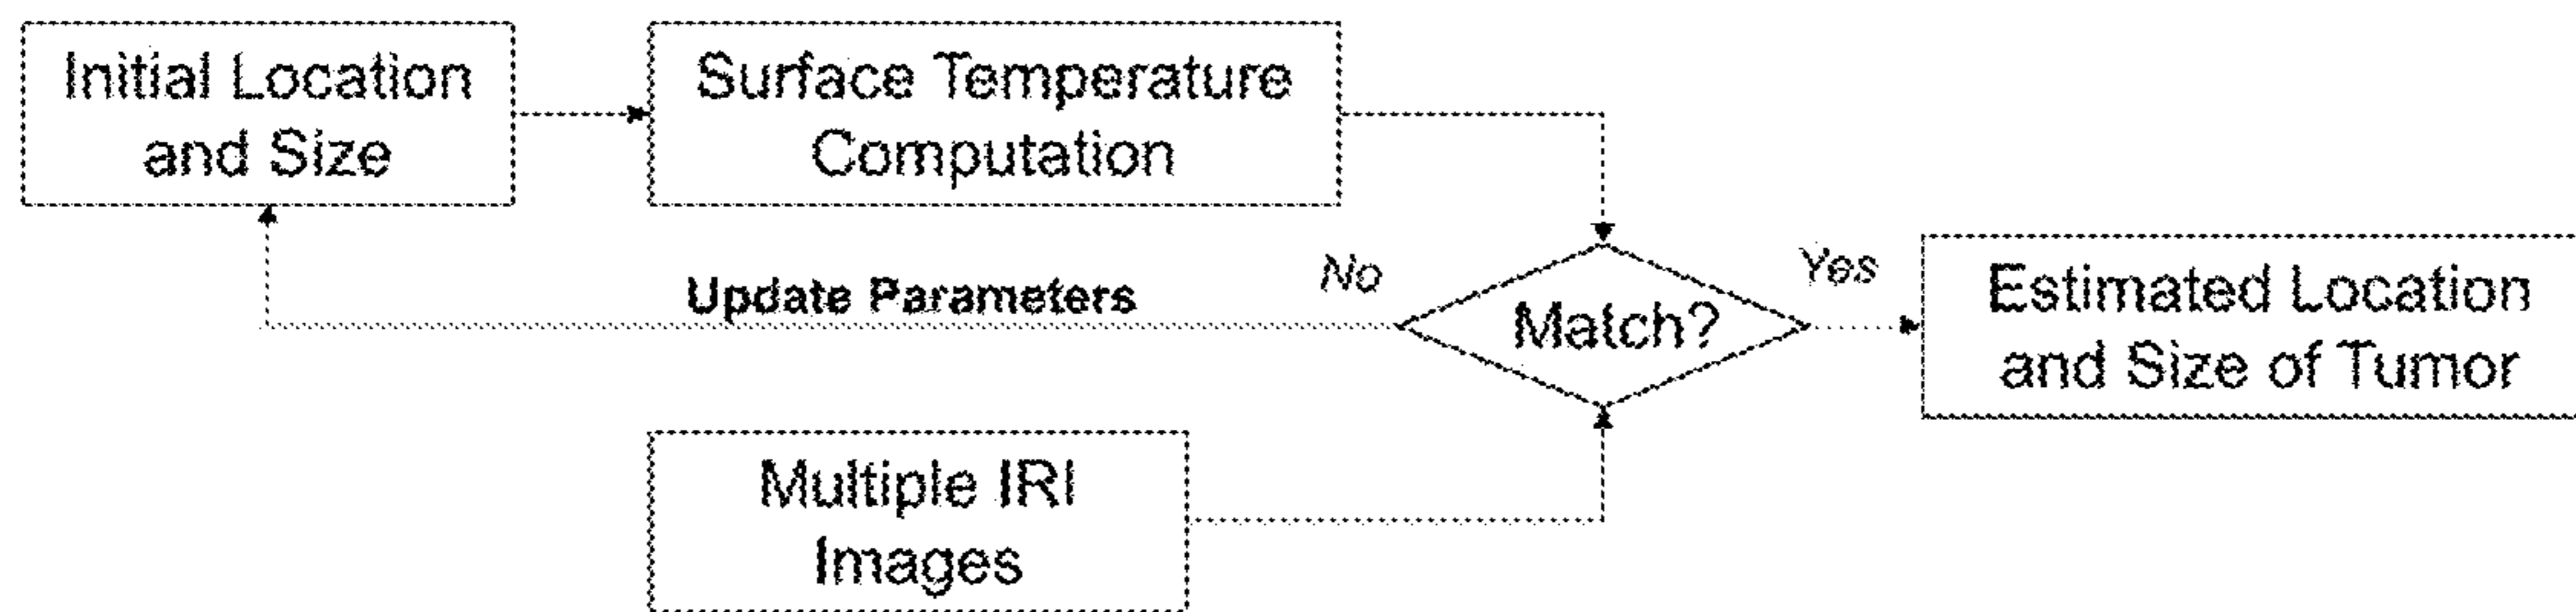 Initial Location
and Size
Surface Temperature
Computation
Update Parameters
No
Match?
Yes
Estimated Location
and Size of Tumor
Multiple IRI
Images